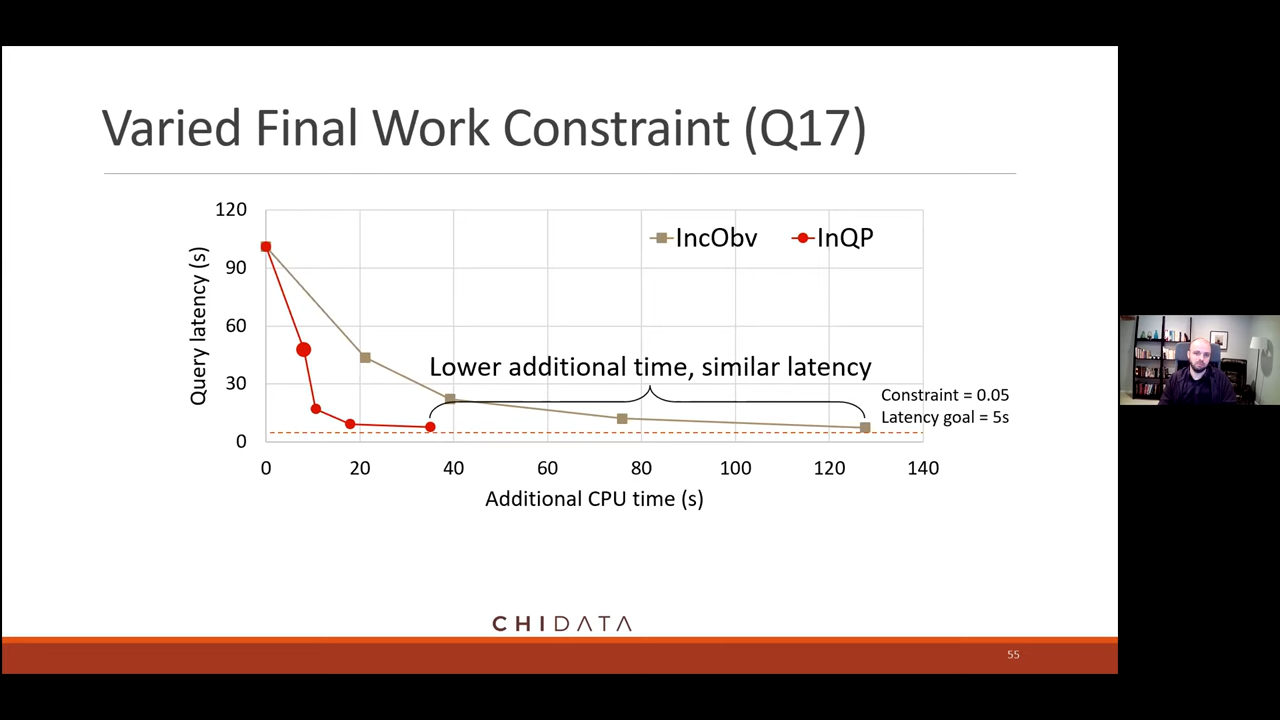 Varied Final Work Constraint (Q17)
120
90
60
30
0
Query latency (s)
IncObv
InQP
Lower additional time, similar latency
Constraint = 0.05
Latency goal = 5s
0 20 40 60 80 100 120 140
Additional CPU time (s)
CHIDATA
55